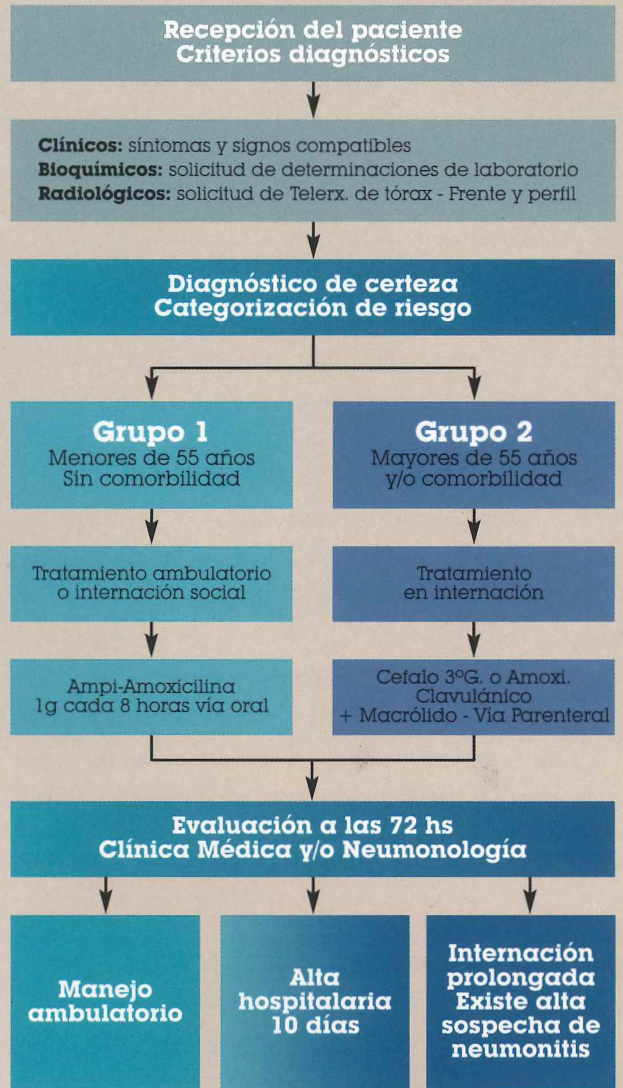 Recepción del paciente
Criterios diagnósticos
Clínicos: síntomas y signos compatibles
Bioquímicos: solicitud de determinaciones de laboratorio
Radiológicos: solicitud de Telerx. de tórax - Frente y perfil
Diagnóstico de certeza
Categorización de riesgo
Grupo 1
Menores de 55 años
Sin comorbilidad
Grupo 2
Mayores de 55 años
y/o comorbilidad
Tratamiento ambulatorio
o internación social
Tratamiento
en internación
Ampi-Amoxicilina
1g cada 8 horas vía oral
Cefalo 3ºG. o Amoxi.
Clavulánico
+ Macrólido - Vía Parenteral
Evaluación a las 72 hs
Clínica Médica y/o Neumonología
Manejo
ambulatorio
Alta
hospitalaria
10 días
Internación
prolongada
Existe alta
sospecha de
neumonitis